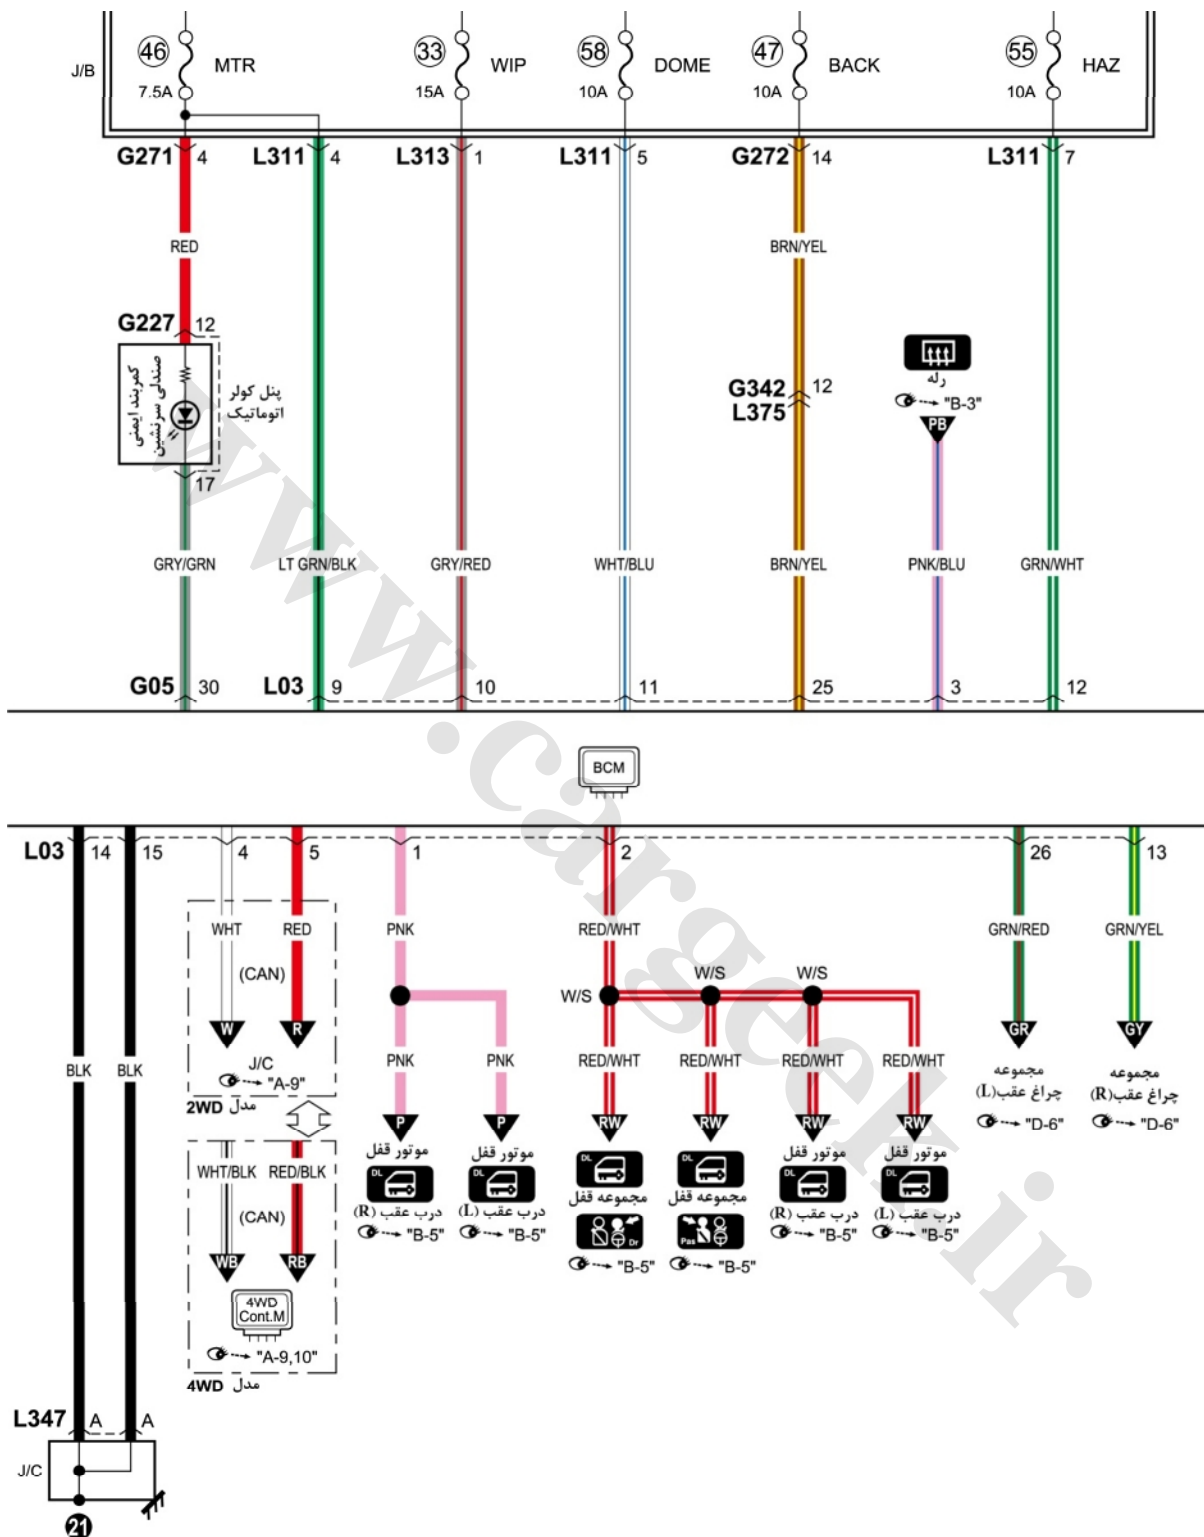 46 MTR 33 WIP 58 DOME 47 BACK 55 HAZ
J/B
7.5A 15A 10A 10A 10A
G271 4 L311 4 L313 1 L311 5 G272 14 L311 7
RED BRN/YEL
G227 12
کمربند ایمنی
صندلی سرنشین
پنل کولر
اتوماتیک
17
رله
"B-3"
PB
G342 12
L375
GRY/GRN LT GRN/BLK GRY/RED WHT/BLU BRN/YEL PNK/BLU GRN/WHT
G05 30 L03 9 10 11 25 3 12
BCM
L03 14 15 4 5 1 2 26 13
WHT RED PNK RED/WHT GRN/RED GRN/YEL
(CAN)
W/S W/S W/S
W R GR GY
BLK BLK
J/C
"A-9"
مدل 2WD
PNK PNK RED/WHT RED/WHT RED/WHT RED/WHT
مجموعه
چراغ عقب(L)
"D-6"
مجموعه
چراغ عقب(R)
"D-6"
P P RW RW RW RW
WHT/BLK RED/BLK
(CAN)
WB RB
4WD
Cont.M
"A-9,10"
مدل 4WD
موتور قفل
DL
درب عقب (R)
"B-5"
موتور قفل
DL
درب عقب (L)
"B-5"
DL
مجموعه قفل
Dr
"B-5"
DL
مجموعه قفل
Pas
"B-5"
موتور قفل
DL
درب عقب (R)
"B-5"
موتور قفل
DL
درب عقب (L)
"B-5"
L347 A A
J/C
21
www.cargeek.ir